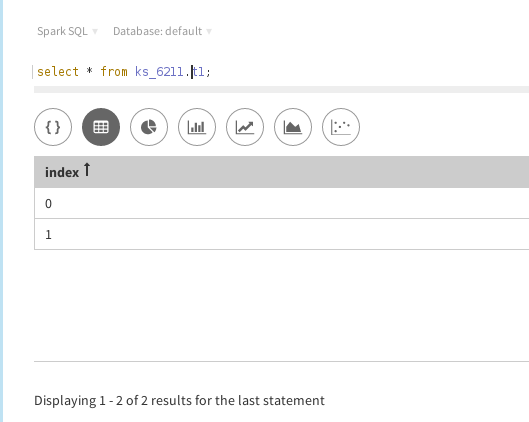 Spark SQL ▾ Database: default ▾
select * from ks_6211.t1;
{ }
index ↑
0
1
Displaying 1 - 2 of 2 results for the last statement